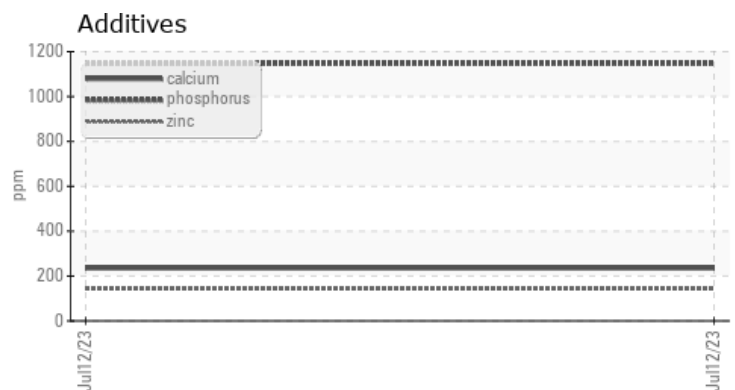 Additives
1200
1000
800
600
400
200
0
ppm
calcium
phosphorus
zinc
Jul12/23
Jul12/23